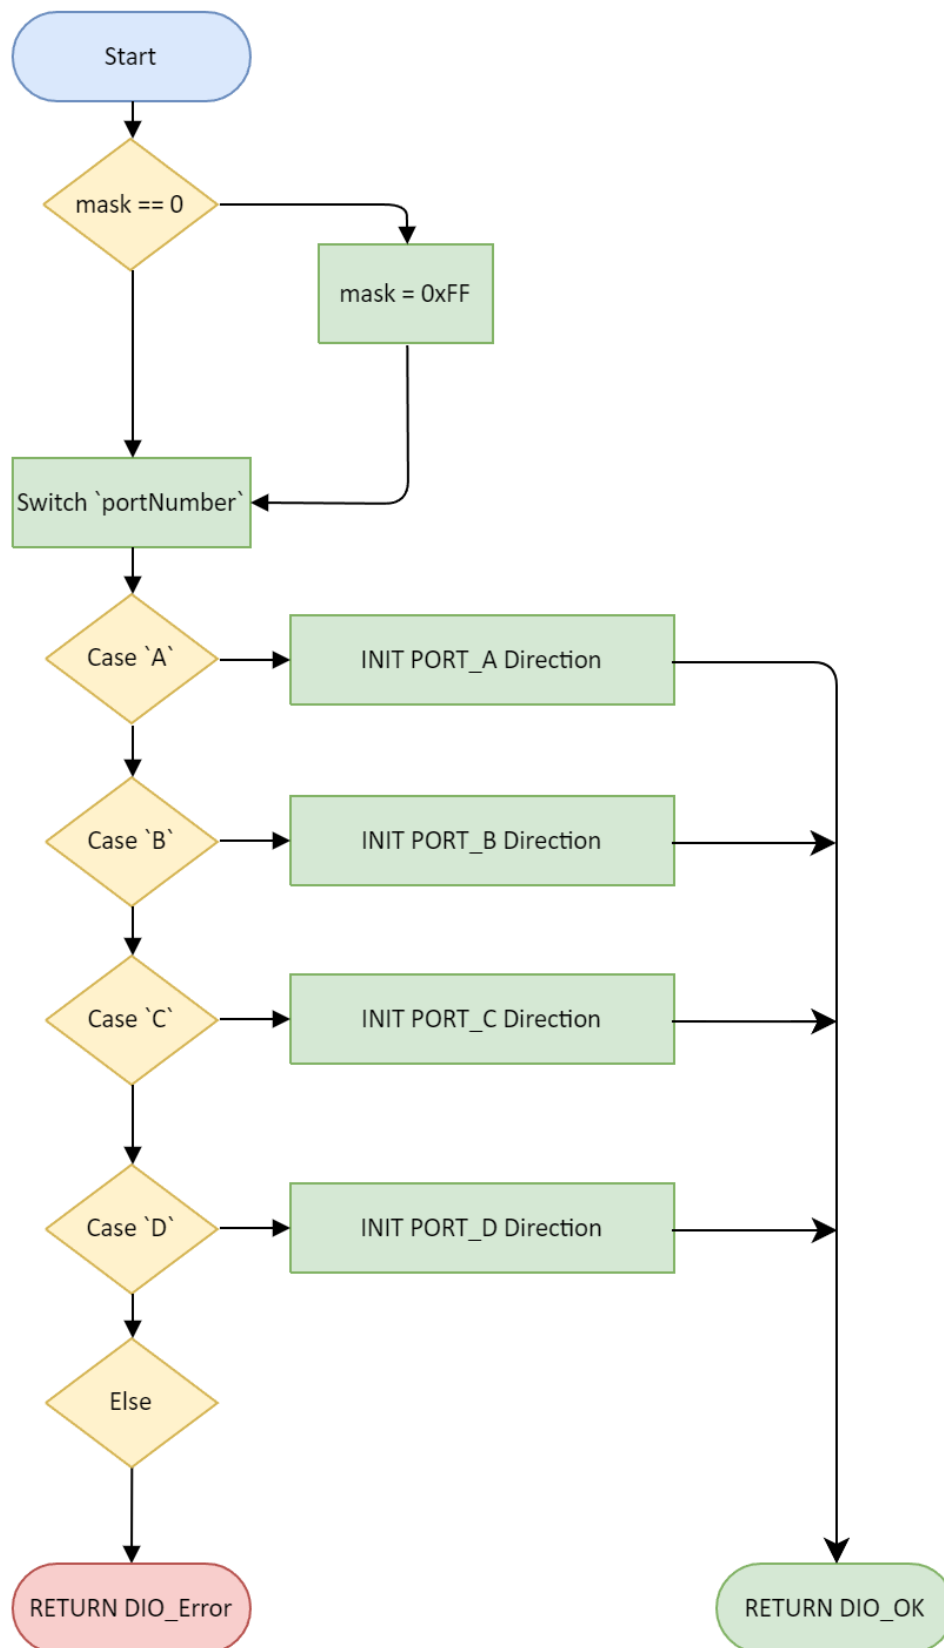 Start
mask == 0
mask = 0xFF
Switch `portNumber`
Case `A`
INIT PORT_A Direction
Case `B`
INIT PORT_B Direction
Case `C`
INIT PORT_C Direction
Case `D`
INIT PORT_D Direction
Else
RETURN DIO_Error
RETURN DIO_OK